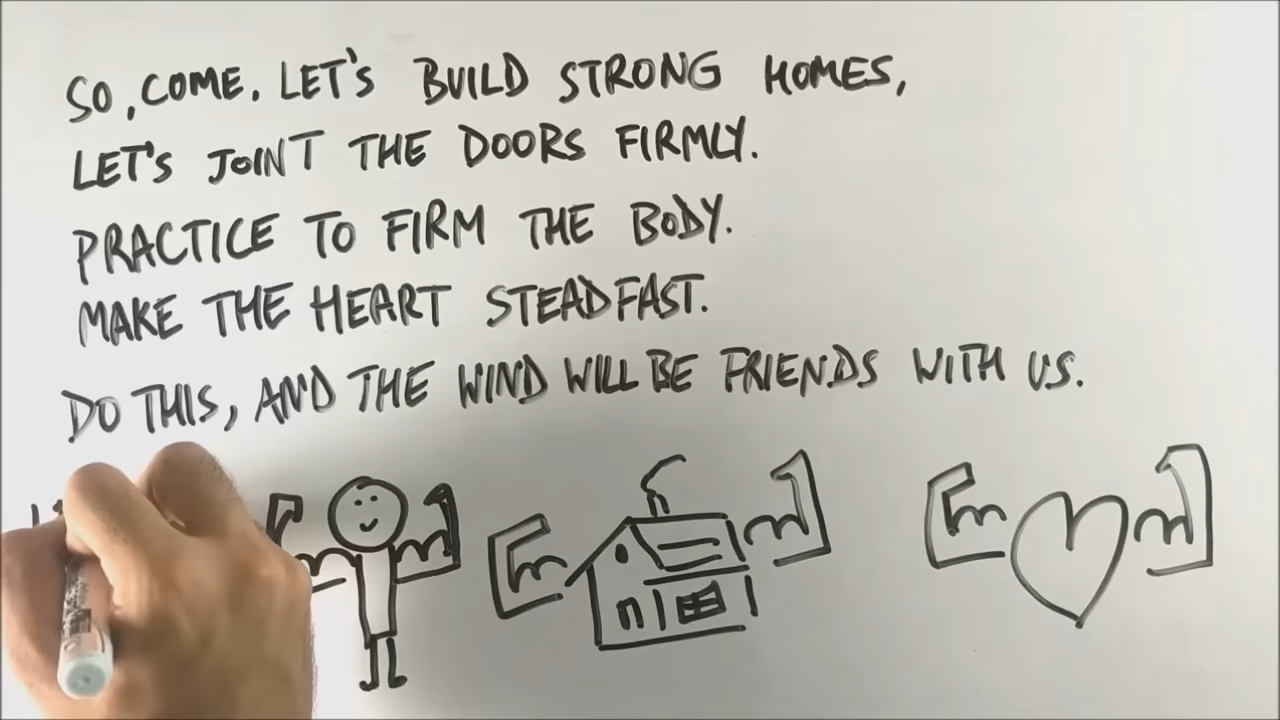 SO, COME. LET'S BUILD STRONG HOMES,
LET'S JOINT THE DOORS FIRMLY.
PRACTICE TO FIRM THE BODY.
MAKE THE HEART STEADFAST.
DO THIS, AND THE WIND WILL BE FRIENDS WITH US.